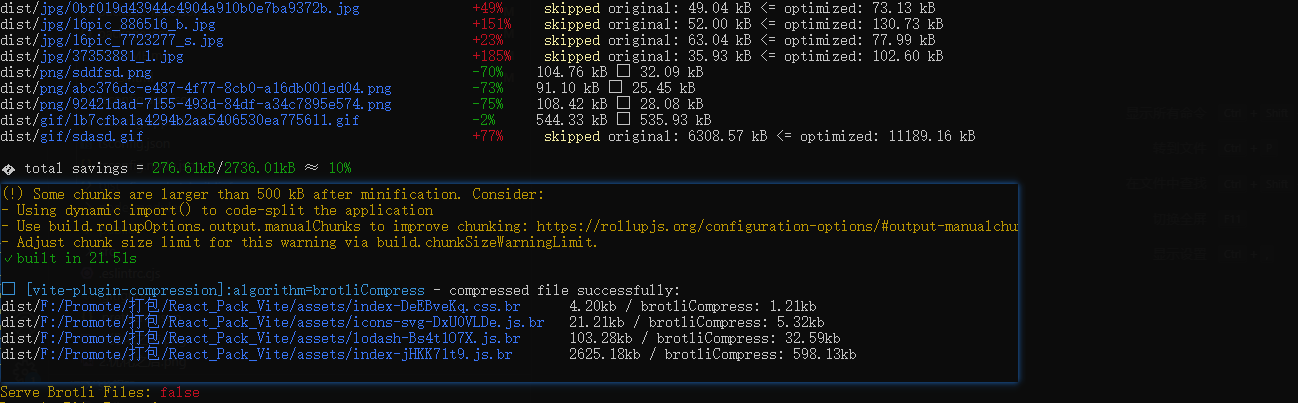 dist/jpg/0bf019d43944c4904a910b0e7ba9372b.jpg +49% skipped original: 49.04 kB <= optimized: 73.13 kB
dist/jpg/16pic_886516_b.jpg +151% skipped original: 52.00 kB <= optimized: 130.73 kB
dist/jpg/16pic_7723277_s.jpg +23% skipped original: 63.04 kB <= optimized: 77.99 kB
dist/jpg/37353881_1.jpg +185% skipped original: 35.93 kB <= optimized: 102.60 kB
dist/png/sddfsd.png -70% 104.76 kB □ 32.09 kB
dist/png/abc376dc-e487-4f77-8cb0-a16db001ed04.png -73% 91.10 kB □ 25.45 kB
dist/png/92421dad-7155-493d-84df-a34c7895e574.png -75% 108.42 kB □ 28.08 kB
dist/gif/1b7cfba1a4294b2aa5406530ea775611.gif -2% 544.33 kB □ 535.93 kB
dist/gif/sdasd.gif +77% skipped original: 6308.57 kB <= optimized: 11189.16 kB
� total savings = 276.61kB/2736.01kB ≈ 10%
(!) Some chunks are larger than 500 kB after minification. Consider:
- Using dynamic import() to code-split the application
- Use build.rollupOptions.output.manualChunks to improve chunking: https://rollupjs.org/configuration-options/#output-manualchu
- Adjust chunk size limit for this warning via build.chunkSizeWarningLimit.
✓ built in 21.51s
□ [vite-plugin-compression]:algorithm=brotliCompress - compressed file successfully:
dist/F:/Promote/打包/React_Pack_Vite/assets/index-DeEBveKq.css.br 4.20kb / brotliCompress: 1.21kb
dist/F:/Promote/打包/React_Pack_Vite/assets/icons-svg-DxU0VLDe.js.br 21.21kb / brotliCompress: 5.32kb
dist/F:/Promote/打包/React_Pack_Vite/assets/lodash-Bs4t1O7X.js.br 103.28kb / brotliCompress: 32.59kb
dist/F:/Promote/打包/React_Pack_Vite/assets/index-jHKK7lt9.js.br 2625.18kb / brotliCompress: 598.13kb
Serve Brotli Files: false